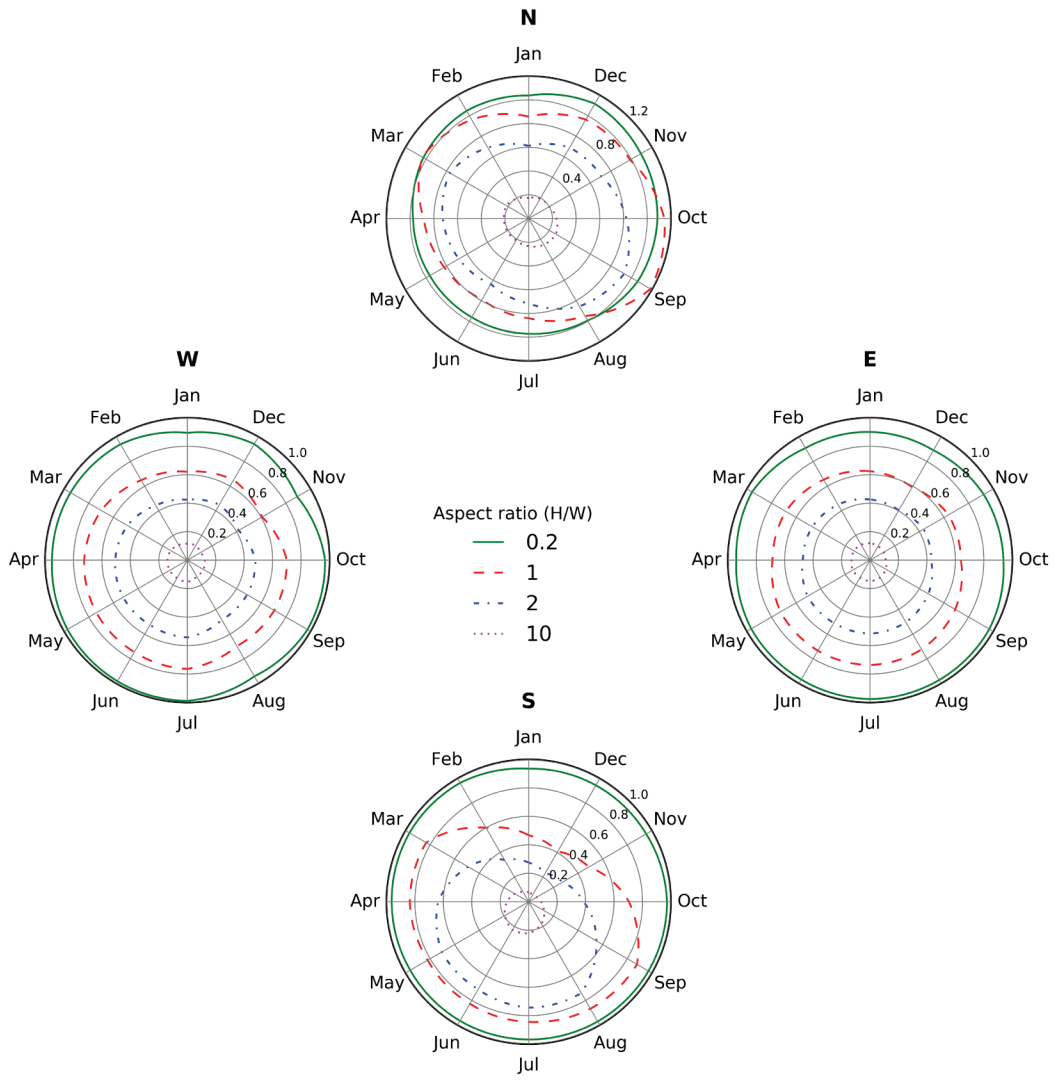 N
Jan
Feb
Dec
1.2
Mar
Nov
0.8
0.4
Apr
Oct
May
Sep
Jun
Aug
Jul
W
Jan
Feb
Dec
1.0
0.8
Mar
Nov
0.6
0.4
0.2
Apr
Oct
May
Sep
Jun
Aug
Jul
E
Jan
Feb
Dec
1.0
0.8
Mar
Nov
0.6
0.4
0.2
Apr
Oct
May
Sep
Jun
Aug
Jul
Aspect ratio (H/W)
0.2
1
2
10
S
Jan
Feb
Dec
1.0
0.8
Mar
Nov
0.6
0.4
0.2
Apr
Oct
May
Sep
Jun
Aug
Jul